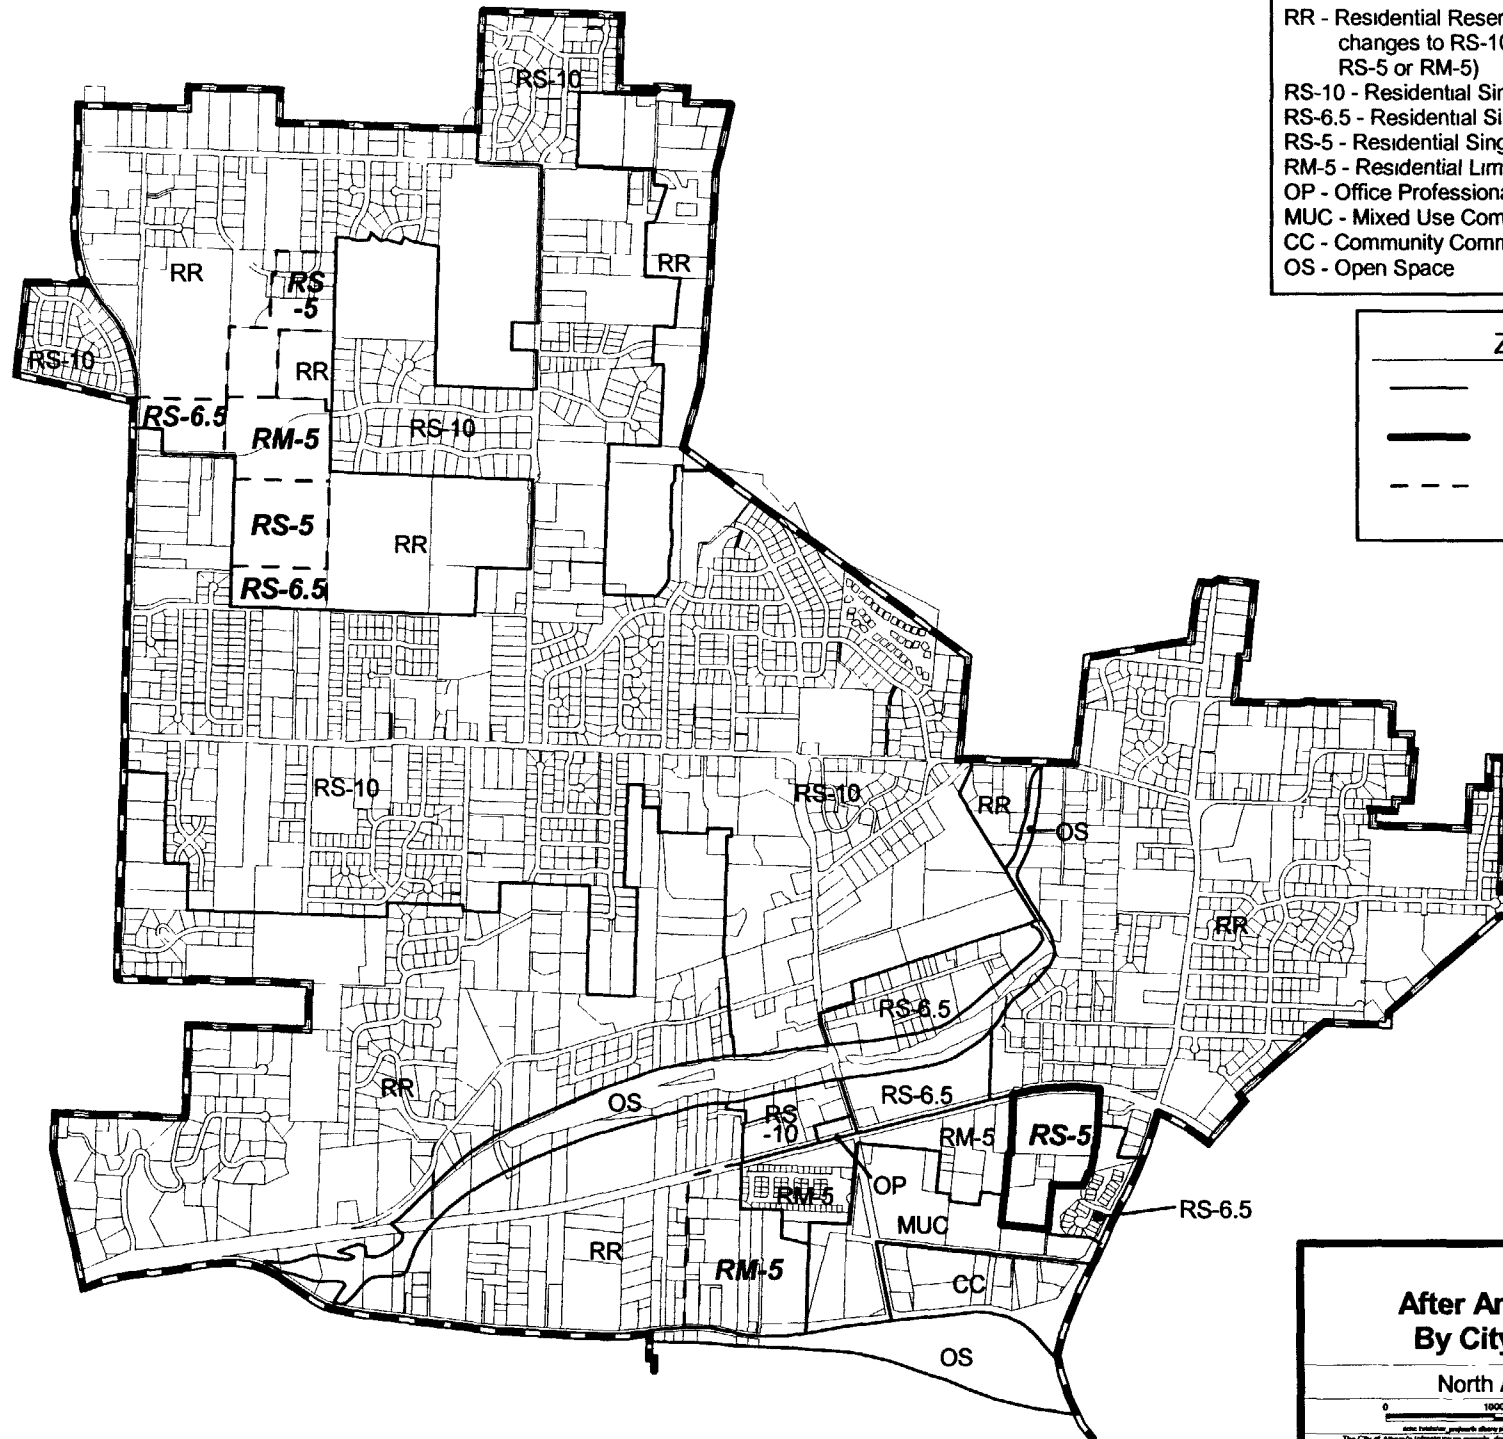 RR - Residential Reser
changes to RS-10
RS-5 or RM-5)
RS-10 - Residential Sin
RS-6.5 - Residential Si
RS-5 - Residential Sing
RM-5 - Residential Lim
OP - Office Professiona
MUC - Mixed Use Com
CC - Community Comm
OS - Open Space
Z
RS-10
RR
RS
-5
RR
RS-10
RR
RS-6.5
RM-5
RS-10
RS-5
RR
RS-6.5
RS-10
RS-10
RR
OS
RR
RS-6.5
RR
OS
RS-6.5
RS
-10
RM-5
RS-5
RM-5
OP
RS-6.5
MUC
RR
RM-5
CC
OS
After An
By City
North A
0 1000